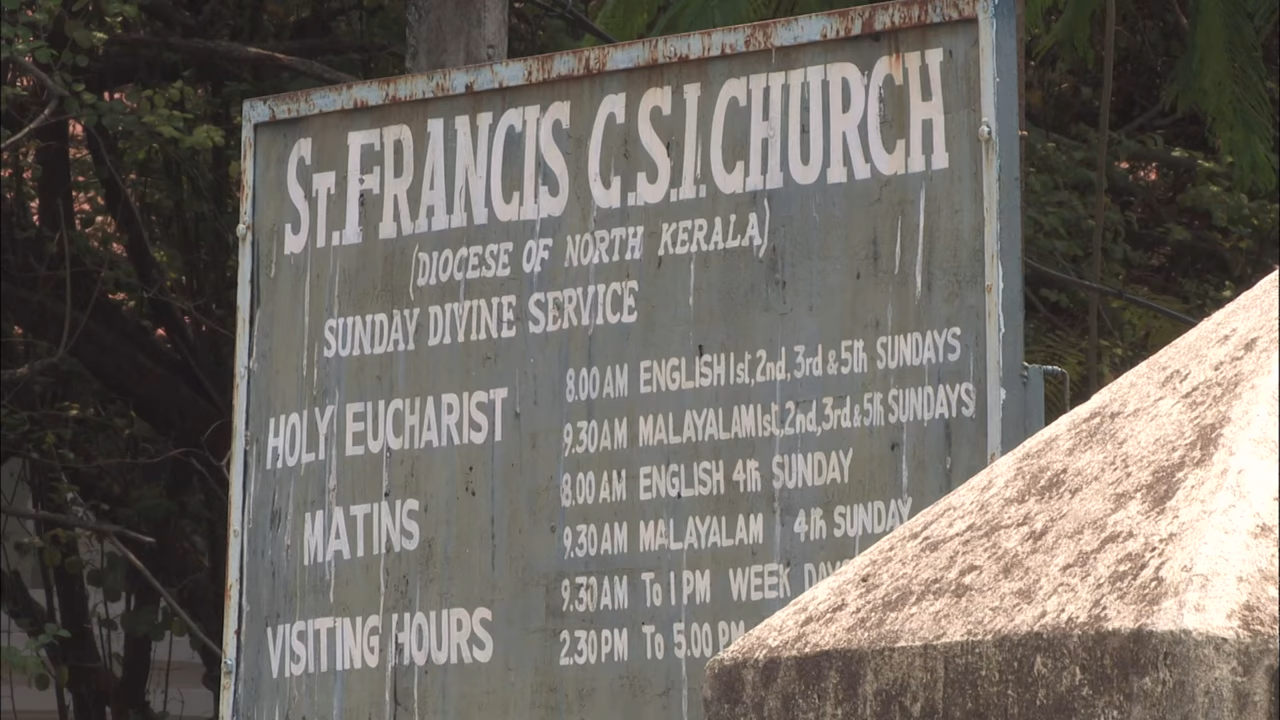 St. FRANCIS C.S.I. CHURCH
(DIOCESE OF NORTH KERALA)
SUNDAY DIVINE SERVICE
HOLY EUCHARIST 8.00 AM ENGLISH 1st, 2nd, 3rd & 5th SUNDAYS
9.30 AM MALAYALAM 1st, 2nd, 3rd & 5th SUNDAYS
MATINS 8.00 AM ENGLISH 4th SUNDAY
9.30 AM MALAYALAM 4th SUNDAY
VISITING HOURS 9.30 AM To 1 PM WEEK
2.30 PM To 5.00 PM